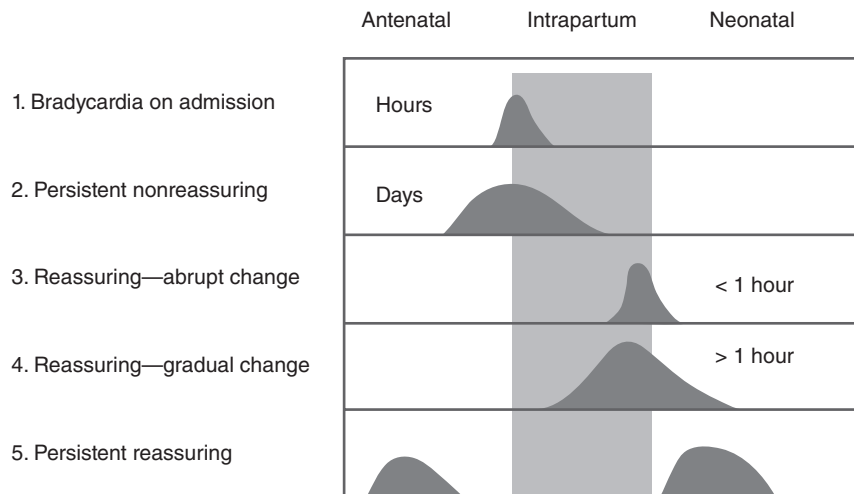 Antenatal Intrapartum Neonatal
1. Bradycardia on admission Hours
2. Persistent nonreassuring Days
3. Reassuring—abrupt change < 1 hour
4. Reassuring—gradual change > 1 hour
5. Persistent reassuring